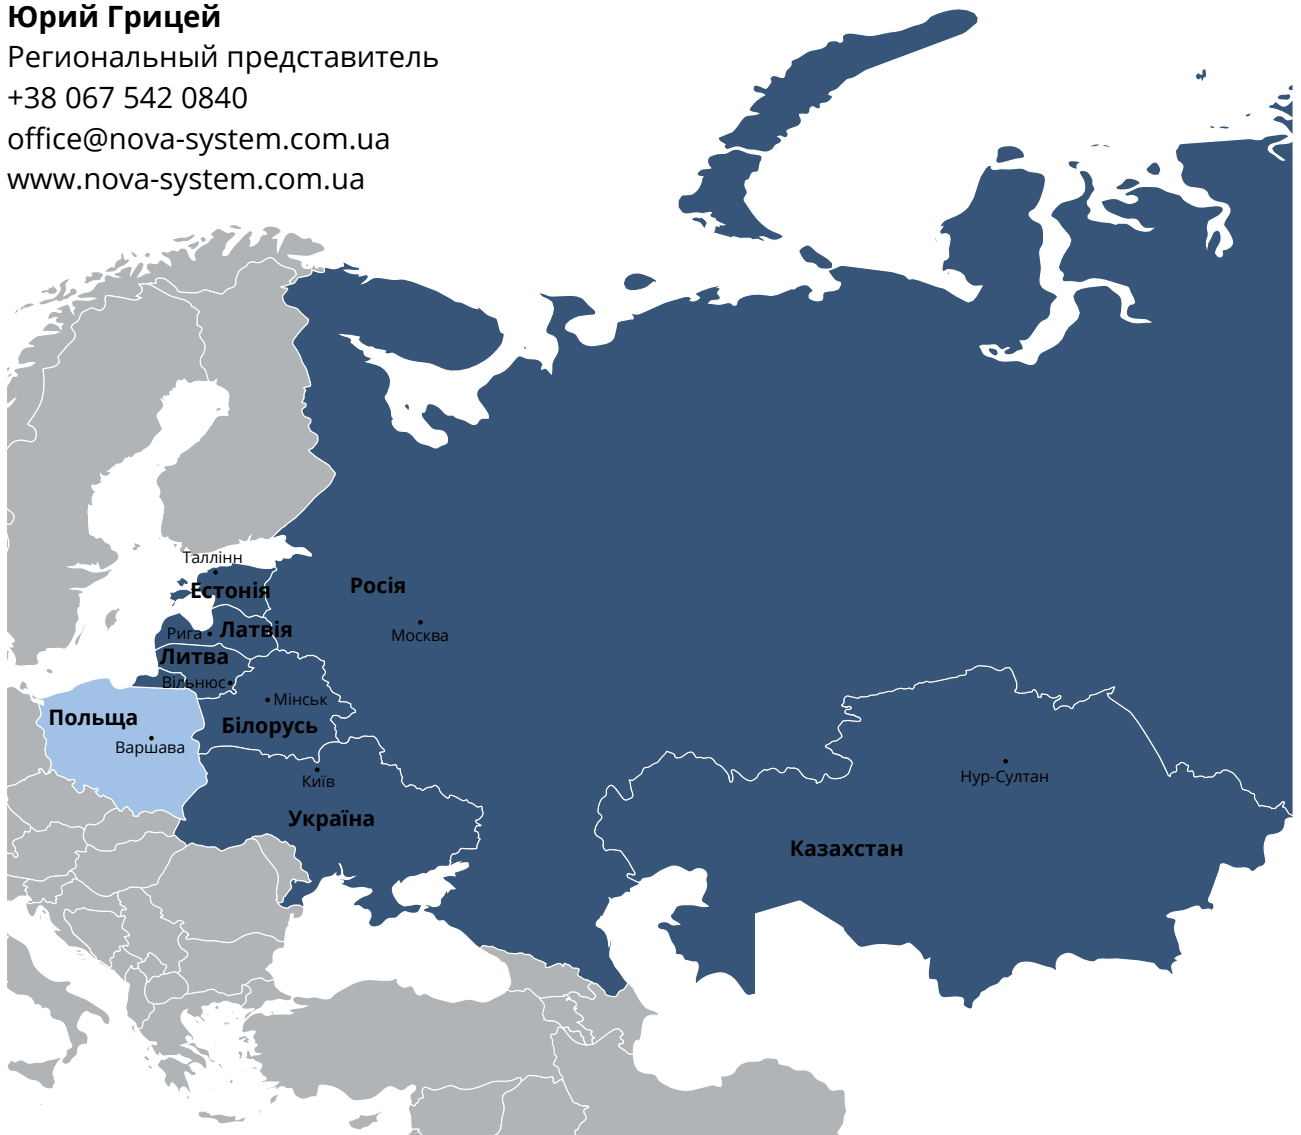 Юрий Грицей
Региональный представитель
+38 067 542 0840
office@nova-system.com.ua
www.nova-system.com.ua
Таллінн
Естонія
Росія
Рига
Латвія
Москва
Литва
Вільнюс
Мінськ
Польща
Білорусь
Варшава
Київ
Нур-Султан
Україна
Казахстан